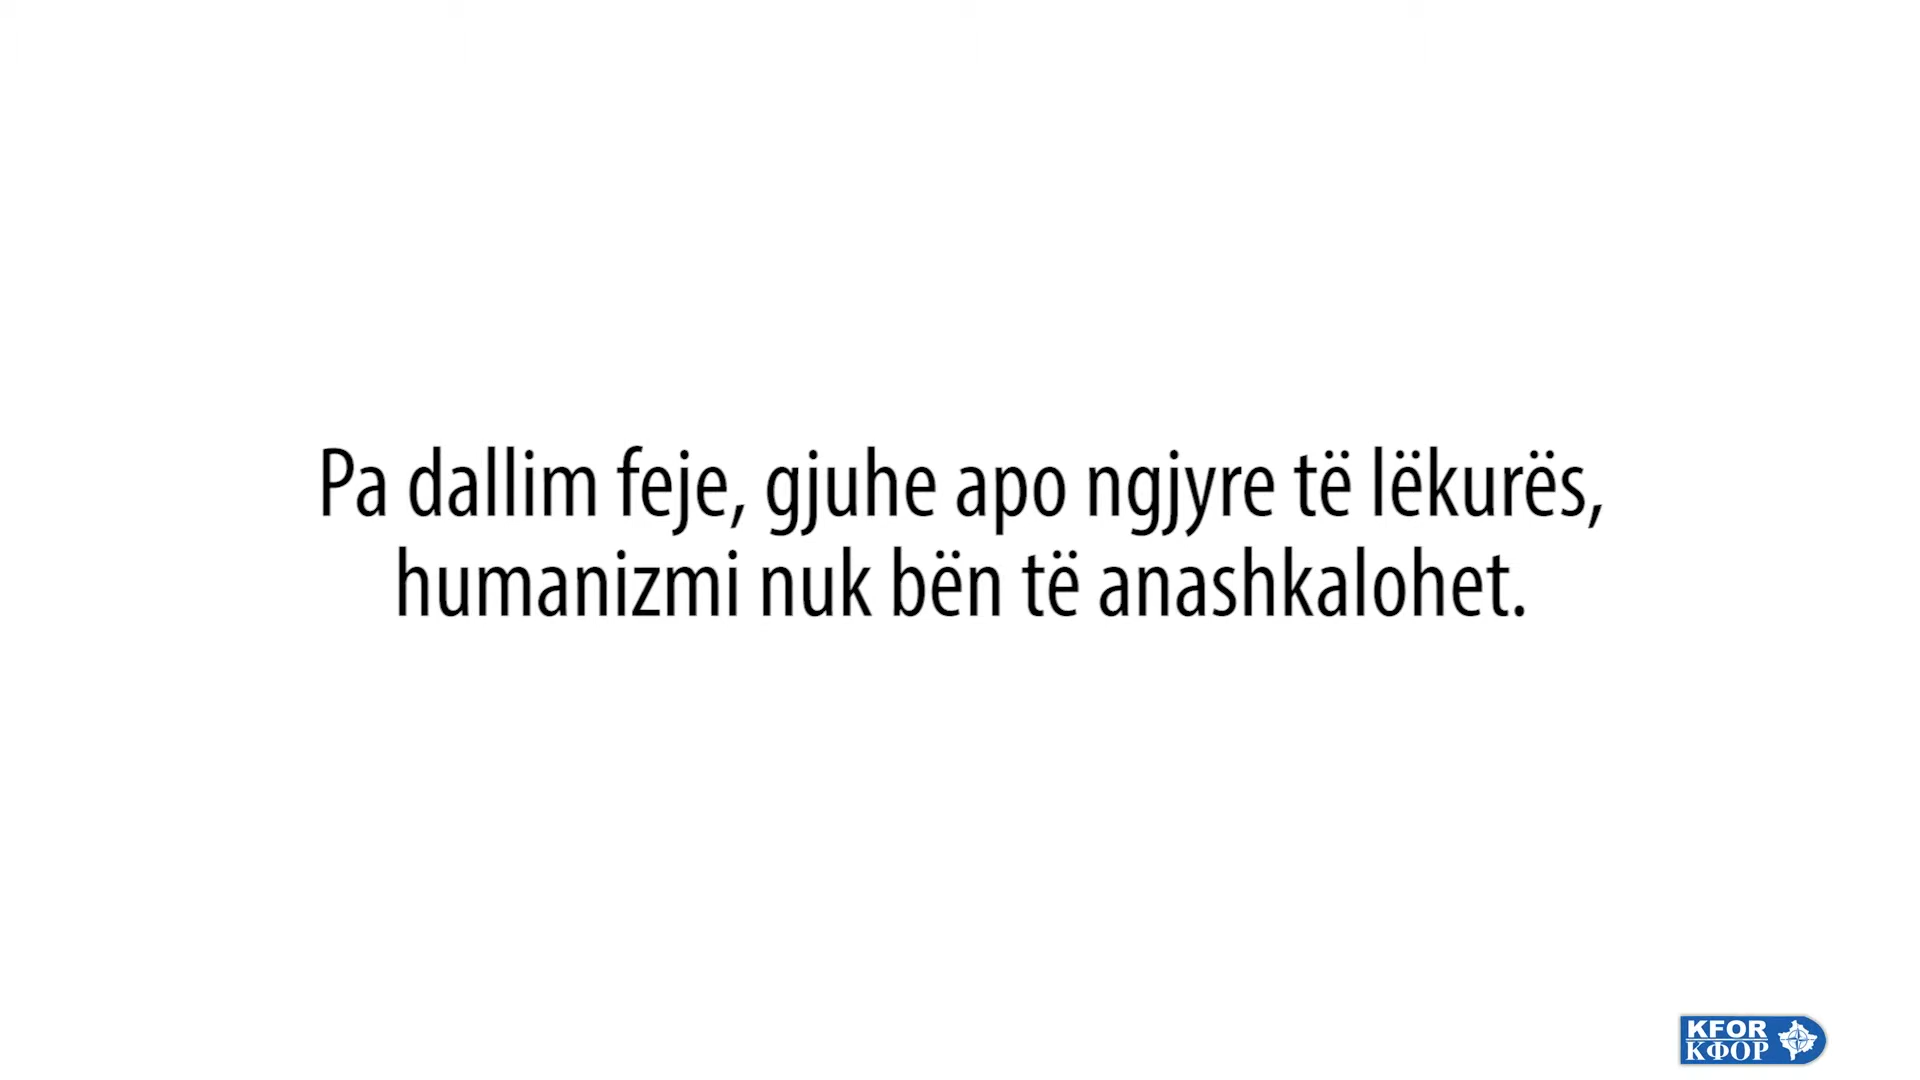 Pa dallim feje, gjuhe apo ngjyre të lëkurës,
humanizmi nuk bën të anashkalohet.
KFOR
КФОР